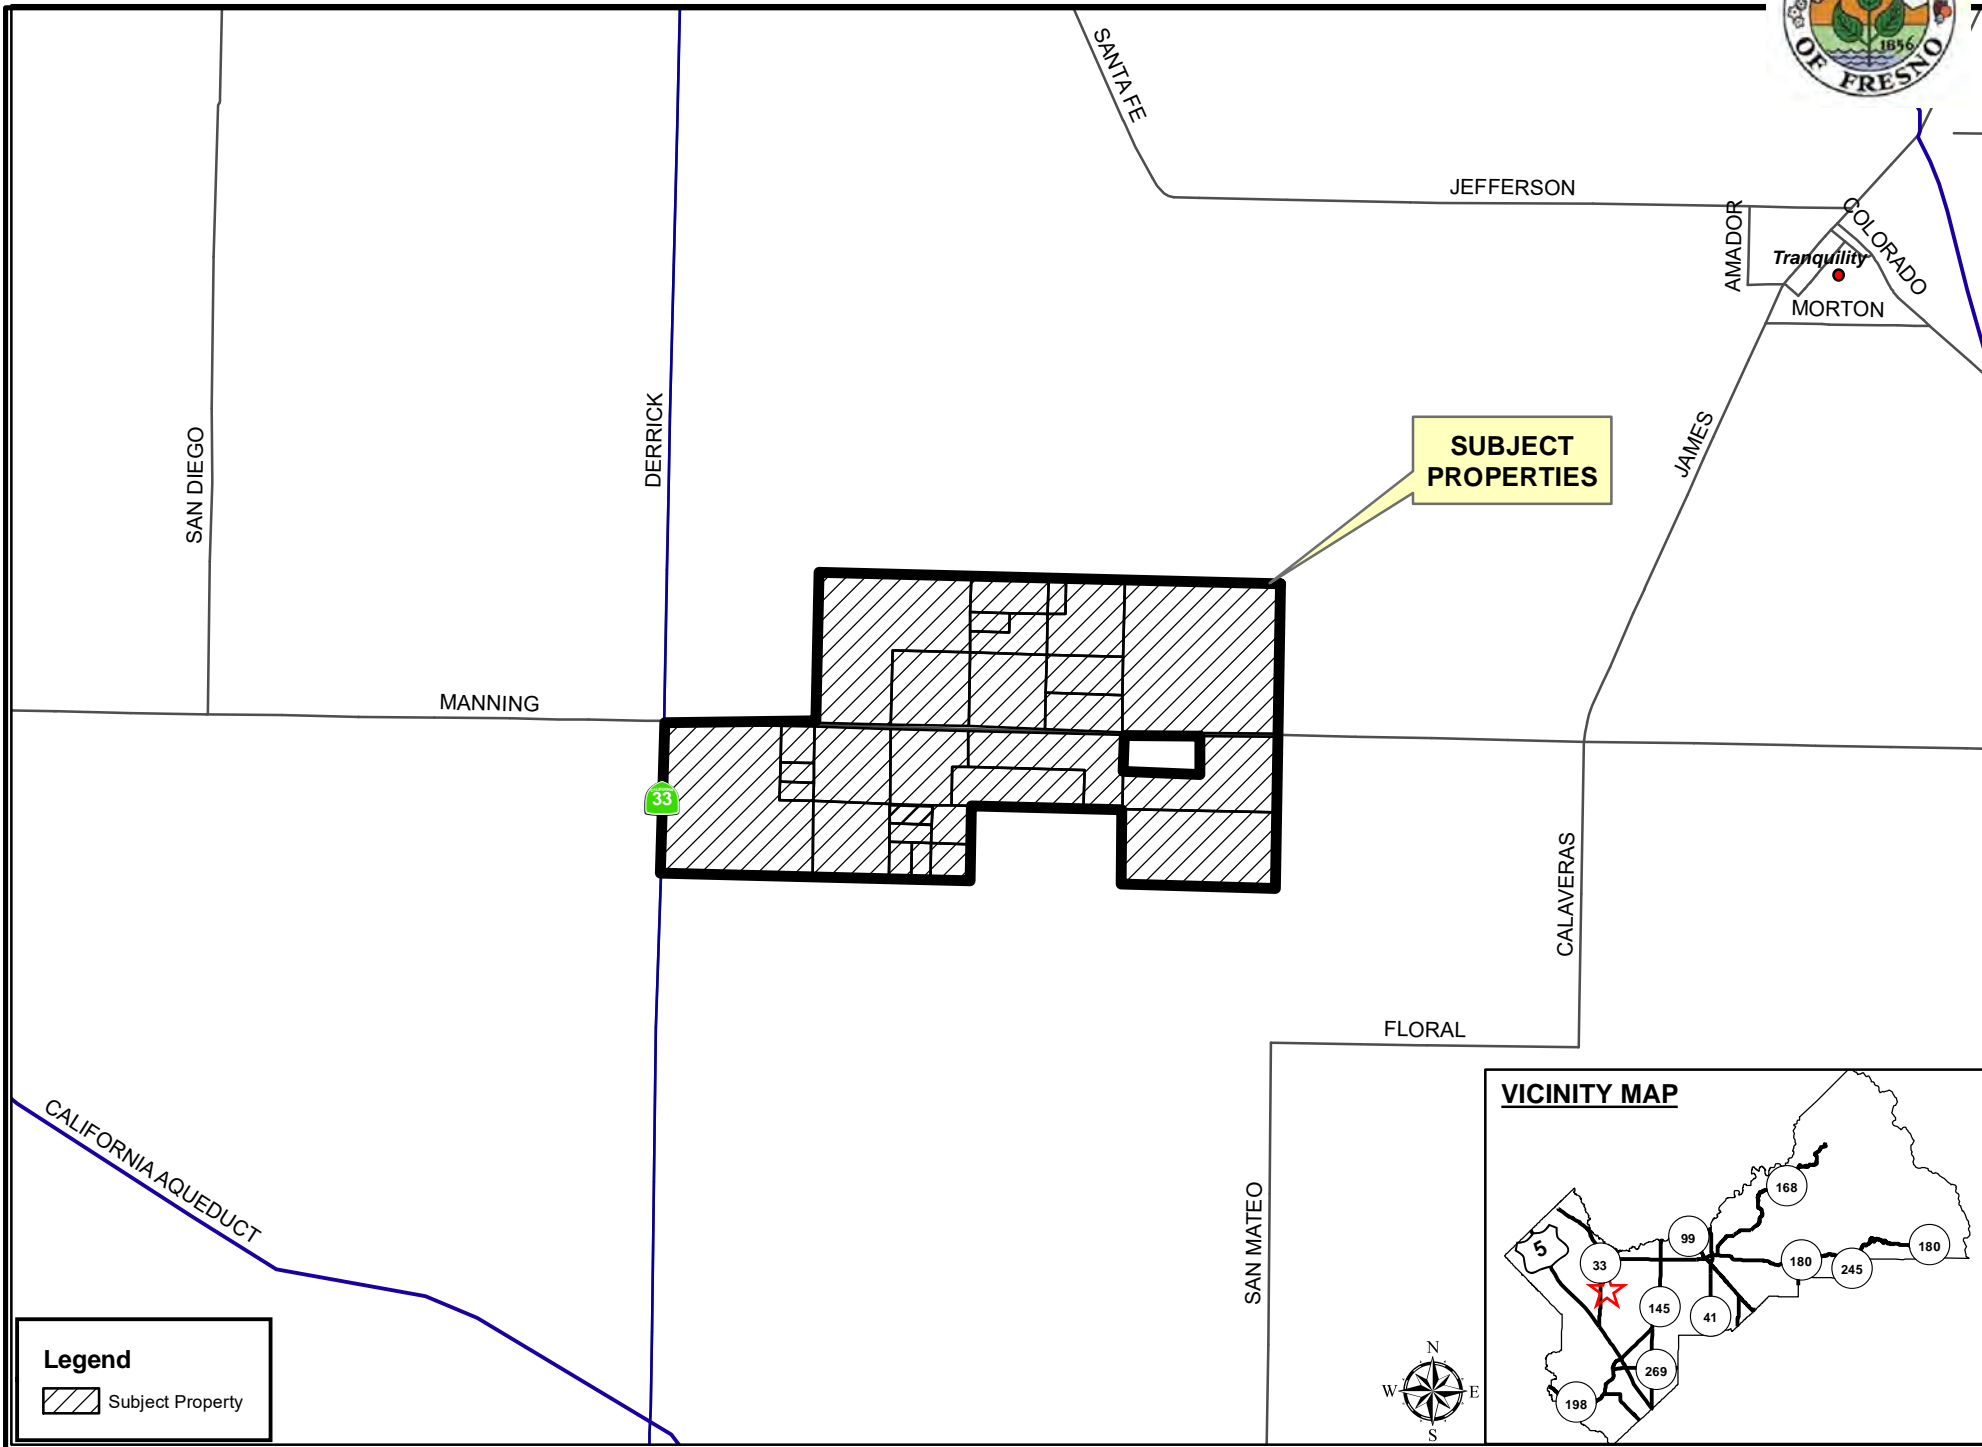 1856
OF FRESNO
SANTA FE
JEFFERSON
AMADOR
COLORADO
Tranquility
MORTON
SAN DIEGO
DERRICK
JAMES
SUBJECT
PROPERTIES
MANNING
33
CALAVERAS
FLORAL
CALIFORNIA AQUEDUCT
SAN MATEO
VICINITY MAP
168
5
99
33
180
245
180
145
41
269
198
N
W
E
S
Legend
Subject Property